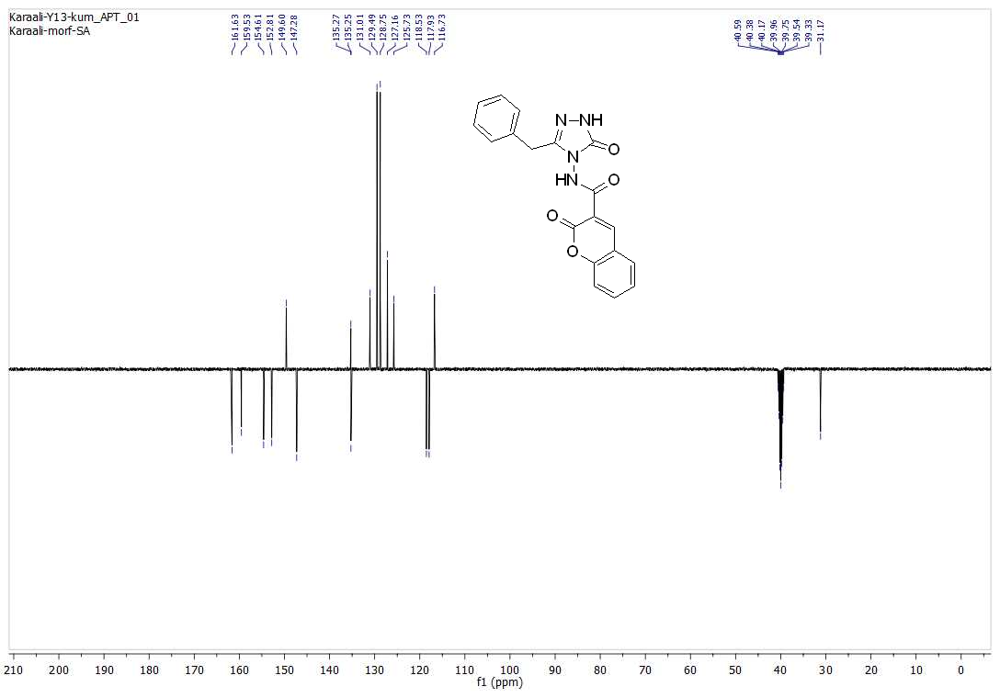 Karaali-Y13-kum_APT_01
Karaali-morf-SA
161.63
159.53
154.61
152.81
149.60
147.28
135.27
135.25
131.01
129.49
128.75
127.16
125.73
118.53
117.93
116.73
40.59
40.38
40.17
39.96
39.75
39.54
39.33
31.17
N
NH
O
N
HN
O
O
O
210 200 190 180 170 160 150 140 130 120 110 100 90 80 70 60 50 40 30 20 10 0
f1 (ppm)